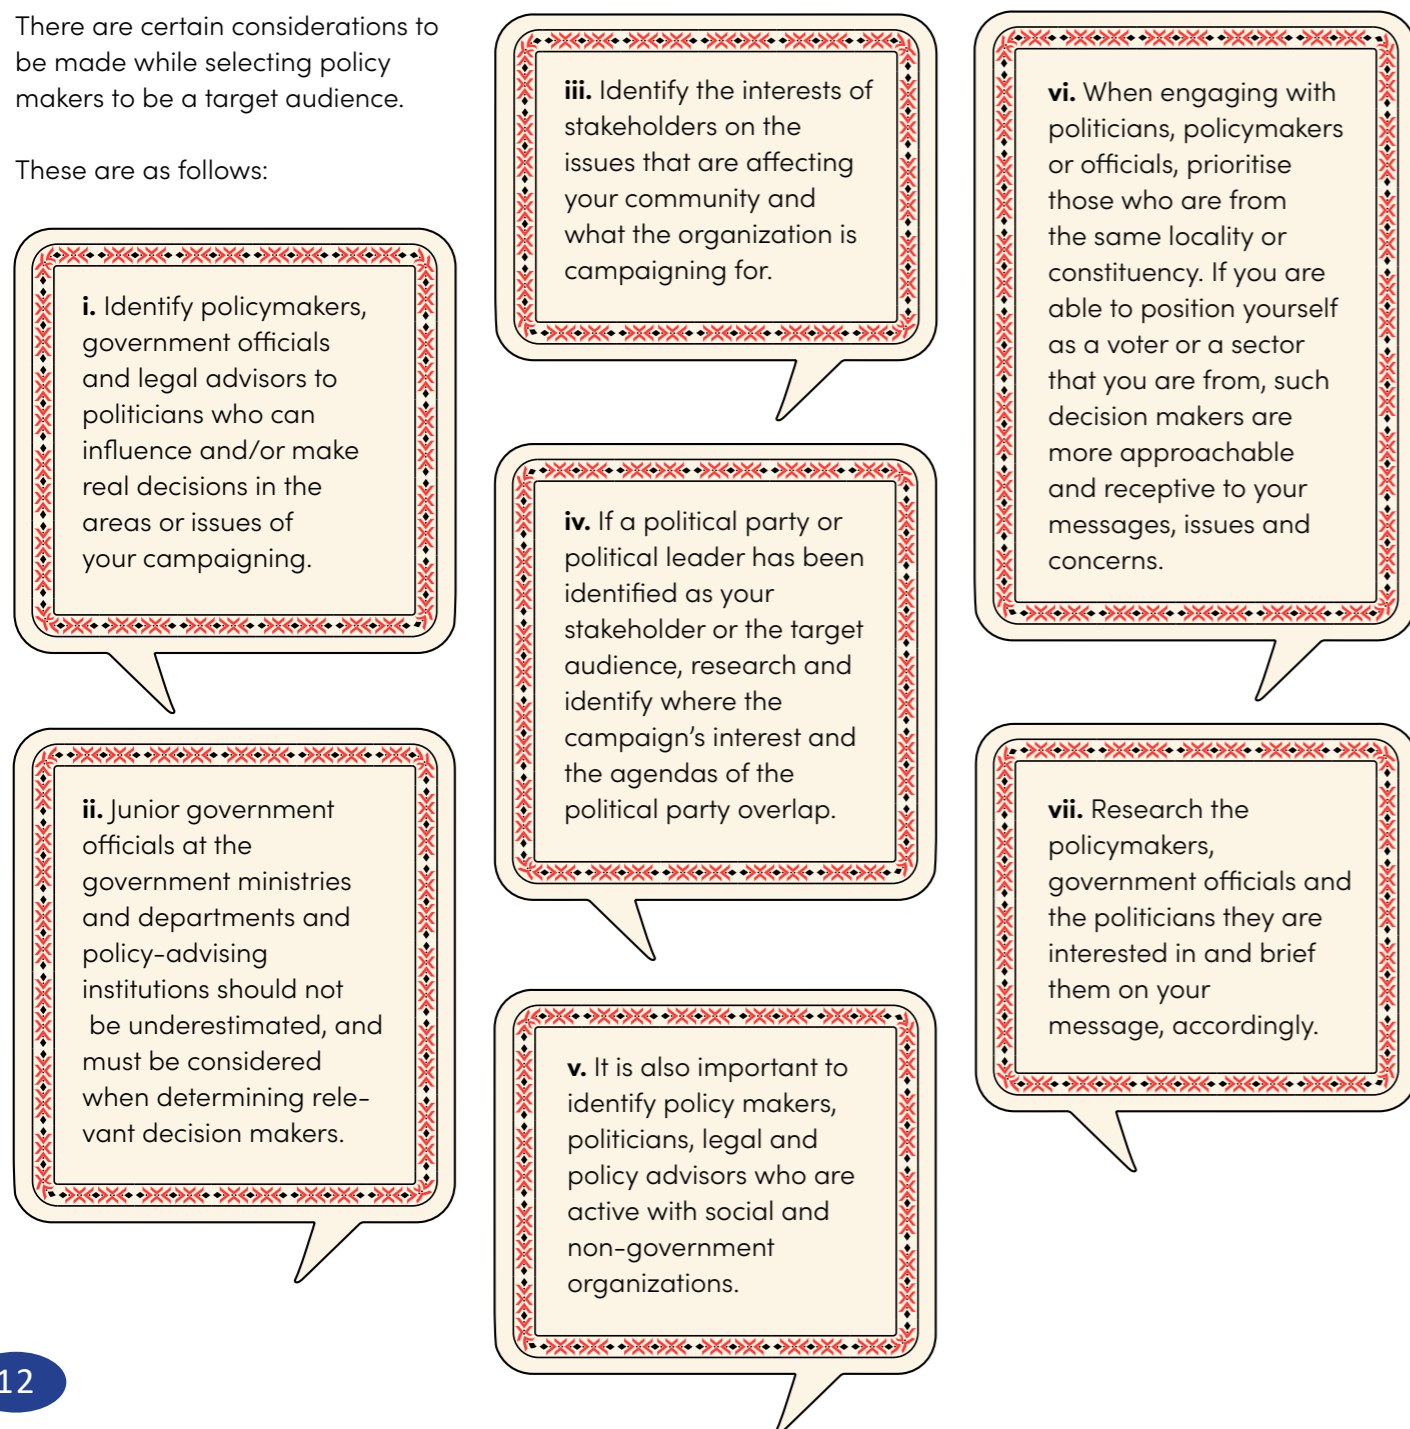 There are certain considerations to
be made while selecting policy
makers to be a target audience.
These are as follows:
i. Identify policymakers,
government officials
and legal advisors to
politicians who can
influence and/or make
real decisions in the
areas or issues of
your campaigning.
ii. Junior government
officials at the
government ministries
and departments and
policy-advising
institutions should not
be underestimated, and
must be considered
when determining rele-
vant decision makers.
iii. Identify the interests of
stakeholders on the
issues that are affecting
your community and
what the organization is
campaigning for.
iv. If a political party or
political leader has been
identified as your
stakeholder or the target
audience, research and
identify where the
campaign’s interest and
the agendas of the
political party overlap.
v. It is also important to
identify policy makers,
politicians, legal and
policy advisors who are
active with social and
non-government
organizations.
vi. When engaging with
politicians, policymakers
or officials, prioritise
those who are from
the same locality or
constituency. If you are
able to position yourself
as a voter or a sector
that you are from, such
decision makers are
more approachable
and receptive to your
messages, issues and
concerns.
vii. Research the
policymakers,
government officials and
the politicians they are
interested in and brief
them on your
message, accordingly.
12